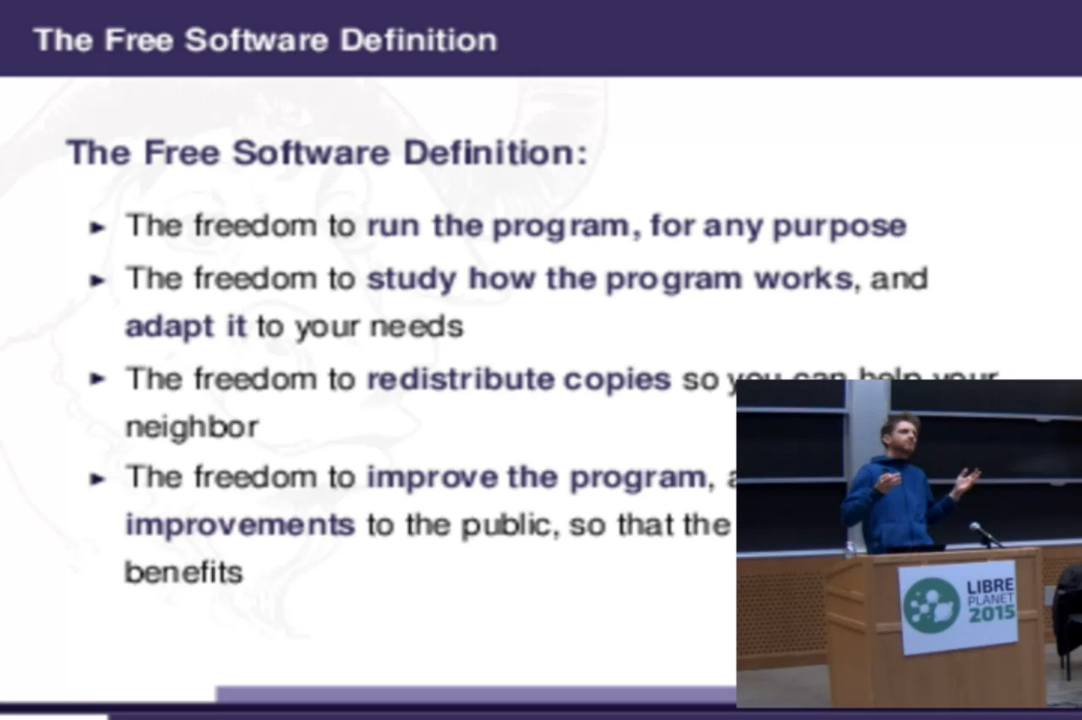 The Free Software Definition
The Free Software Definition:
The freedom to run the program, for any purpose
The freedom to study how the program works, and
adapt it to your needs
The freedom to redistribute copies so you can help your
neighbor
The freedom to improve the program,
improvements to the public, so that the
benefits
LIBRE
PLANET
2015